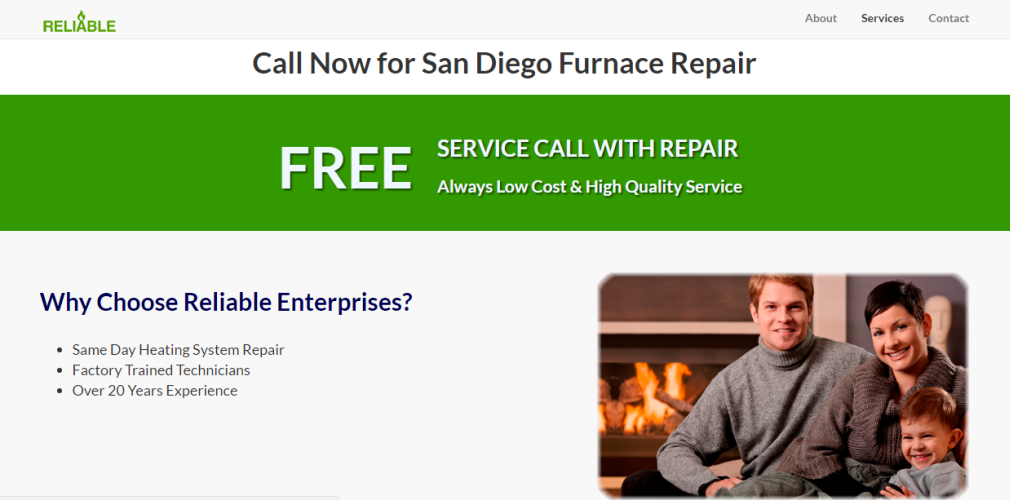 RELIABLE
About Services Contact
Call Now for San Diego Furnace Repair
FREE
SERVICE CALL WITH REPAIR
Always Low Cost & High Quality Service
Why Choose Reliable Enterprises?
• Same Day Heating System Repair
• Factory Trained Technicians
• Over 20 Years Experience